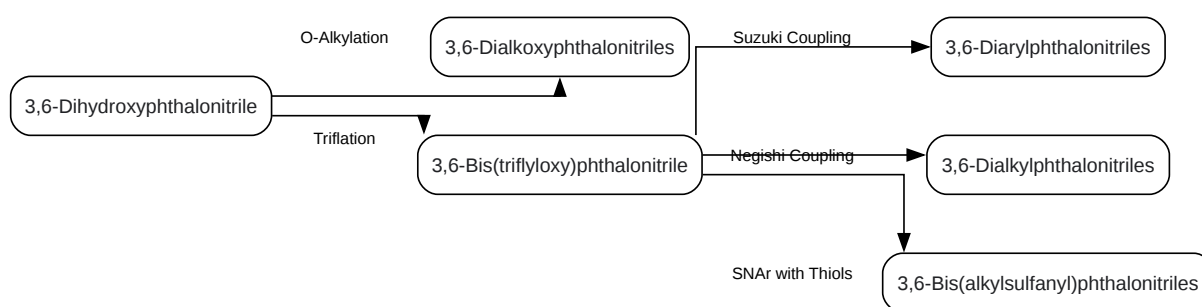 O-Alkylation
3,6-Dialkoxyphthalonitriles
Suzuki Coupling
3,6-Diarylphthalonitriles
3,6-Dihydroxyphthalonitrile
Triflation
3,6-Bis(triflyloxy)phthalonitrile
Negishi Coupling
3,6-Dialkylphthalonitriles
SNAr with Thiols
3,6-Bis(alkylsulfanyl)phthalonitriles